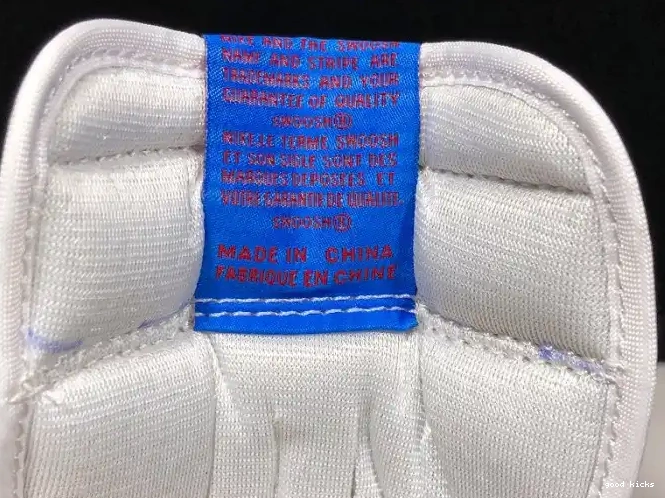 NIKE AND THE SWOOSH
NAME AND STRIPE ARE
TRADEMARKS AND YOUR
GUARANTEE OF QUALITY
SWOOSH®
NIKE,LE TERME SWOOSH
ET SON SIGLE SONT DES
MARQUES DEPOSÉES ET
VOTRE GARANTIE DE QUALITE
SWOOSH®
MADE IN CHINA
FABRIQUE EN CHINE
good kicks